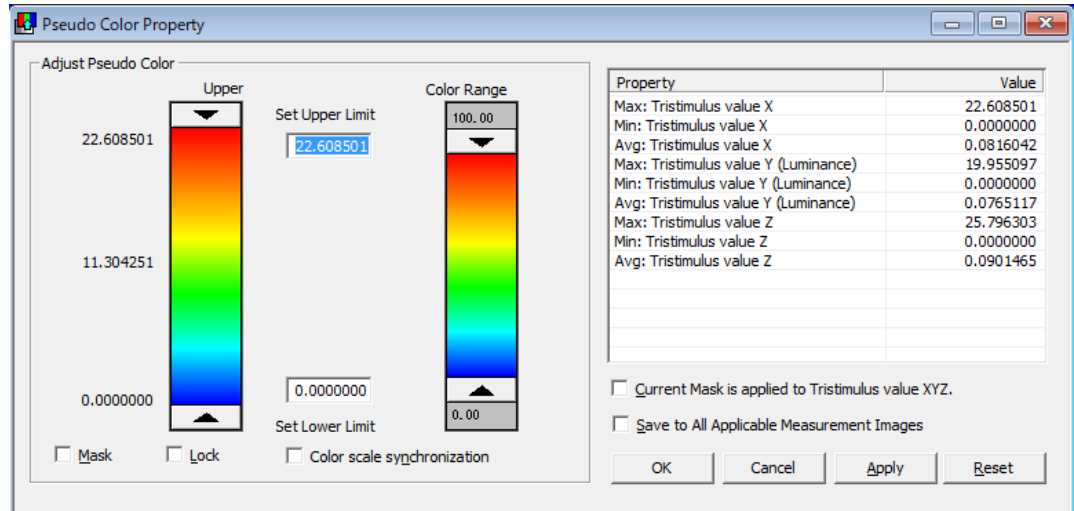 Pseudo Color Property
Adjust Pseudo Color
Upper
Color Range
Set Upper Limit
100.00
22.608501
22.608501
11.304251
0.0000000
0.0000000
0.00
Set Lower Limit
Mask
Lock
Color scale synchronization
Property Value
Max: Tristimulus value X 22.608501
Min: Tristimulus value X 0.0000000
Avg: Tristimulus value X 0.0816042
Max: Tristimulus value Y (Luminance) 19.955097
Min: Tristimulus value Y (Luminance) 0.0000000
Avg: Tristimulus value Y (Luminance) 0.0765117
Max: Tristimulus value Z 25.796303
Min: Tristimulus value Z 0.0000000
Avg: Tristimulus value Z 0.0901465
Current Mask is applied to Tristimulus value XYZ.
Save to All Applicable Measurement Images
OK Cancel Apply Reset